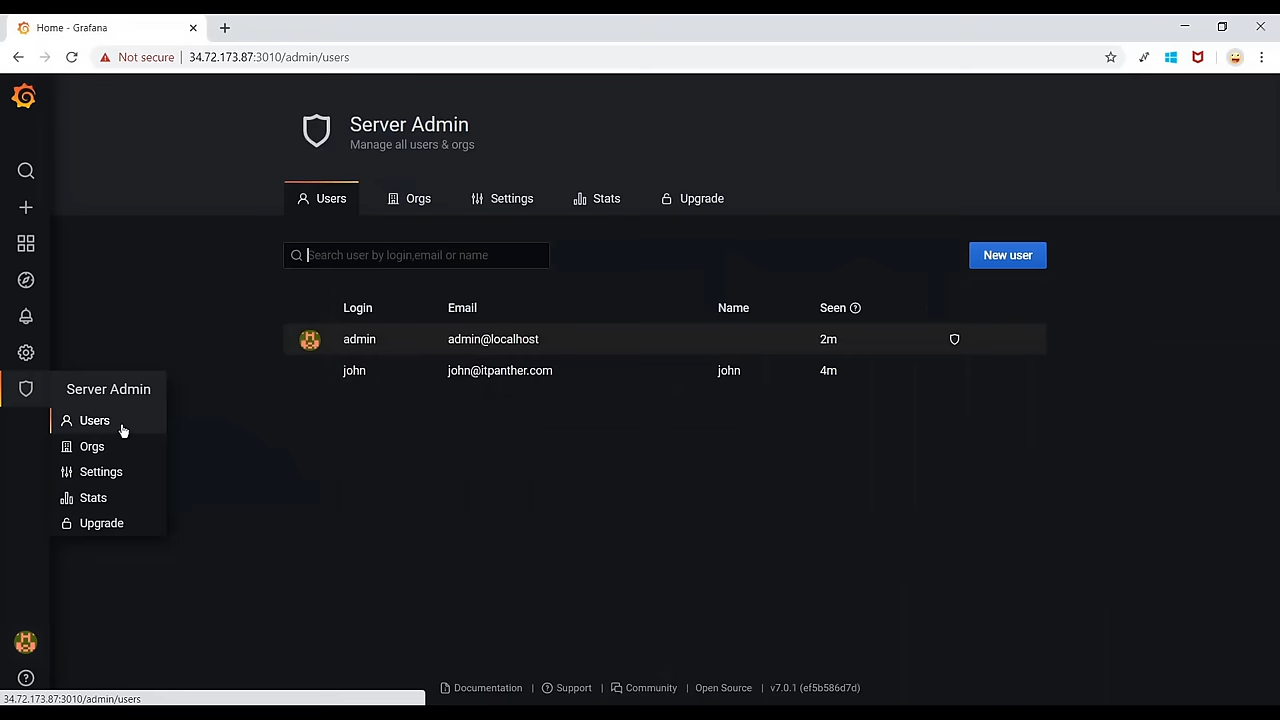 Home - Grafana
Not secure
34.72.173.87:3010/admin/users
Server Admin
Manage all users & orgs
Users
Orgs
Settings
Stats
Upgrade
Search user by login,email or name
New user
Login Email Name Seen
admin admin@localhost 2m
john john@itpanther.com john 4m
Server Admin
Users
Orgs
Settings
Stats
Upgrade
Documentation | Support | Community | Open Source | v7.0.1 (ef5b586d7d)
34.72.173.87:3010/admin/users